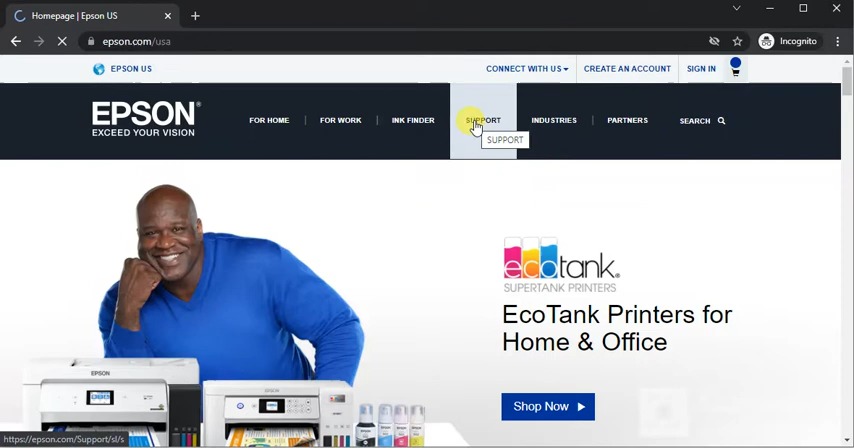 Homepage | Epson US
epson.com/usa
Incognito
EPSON US
CONNECT WITH US
CREATE AN ACCOUNT
SIGN IN
EPSON®
EXCEED YOUR VISION
FOR HOME
FOR WORK
INK FINDER
SUPPORT
INDUSTRIES
PARTNERS
SEARCH
SUPPORT
ecotank®
SUPERTANK PRINTERS
EcoTank Printers for
Home & Office
EPSON
Shop Now
https://epson.com/Support/sl/s